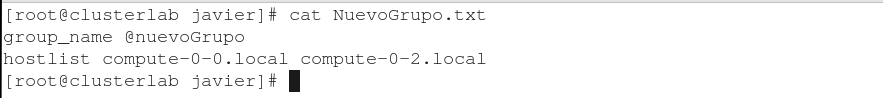 [root@clusterlab javier]# cat NuevoGrupo.txt
group_name @nuevoGrupo
hostlist compute-0-0.local compute-0-2.local
[root@clusterlab javier]#